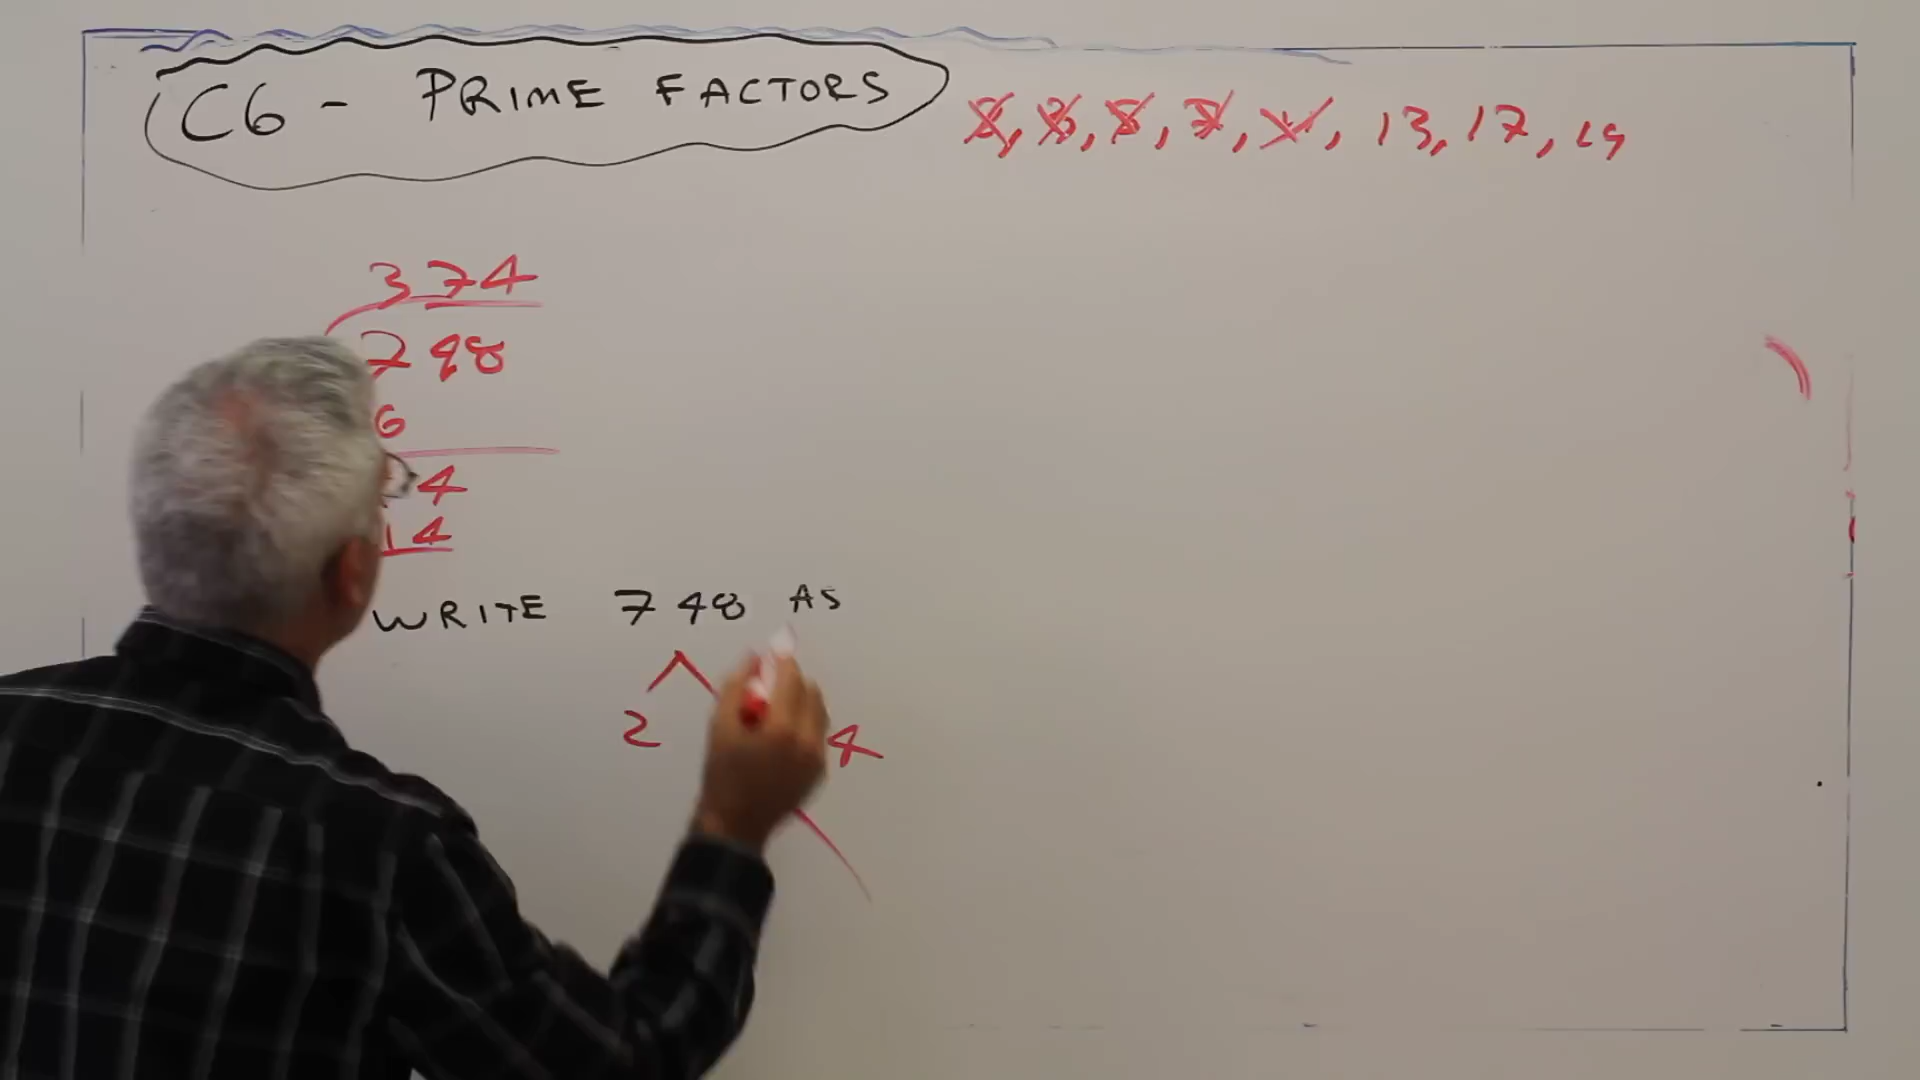 C6 - PRIME FACTORS
2, 3, 5, 7, 11, 13, 17, 19
374
748
6
4
14
WRITE 748 AS
2 4